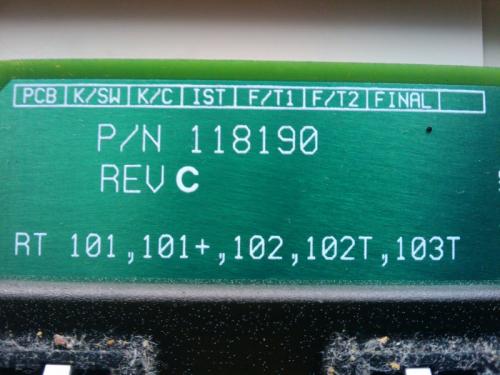 PCB K/SW K/C IST F/T1 F/T2 FINAL
P/N 118190
REV C
RT 101,101+,102,102T,103T